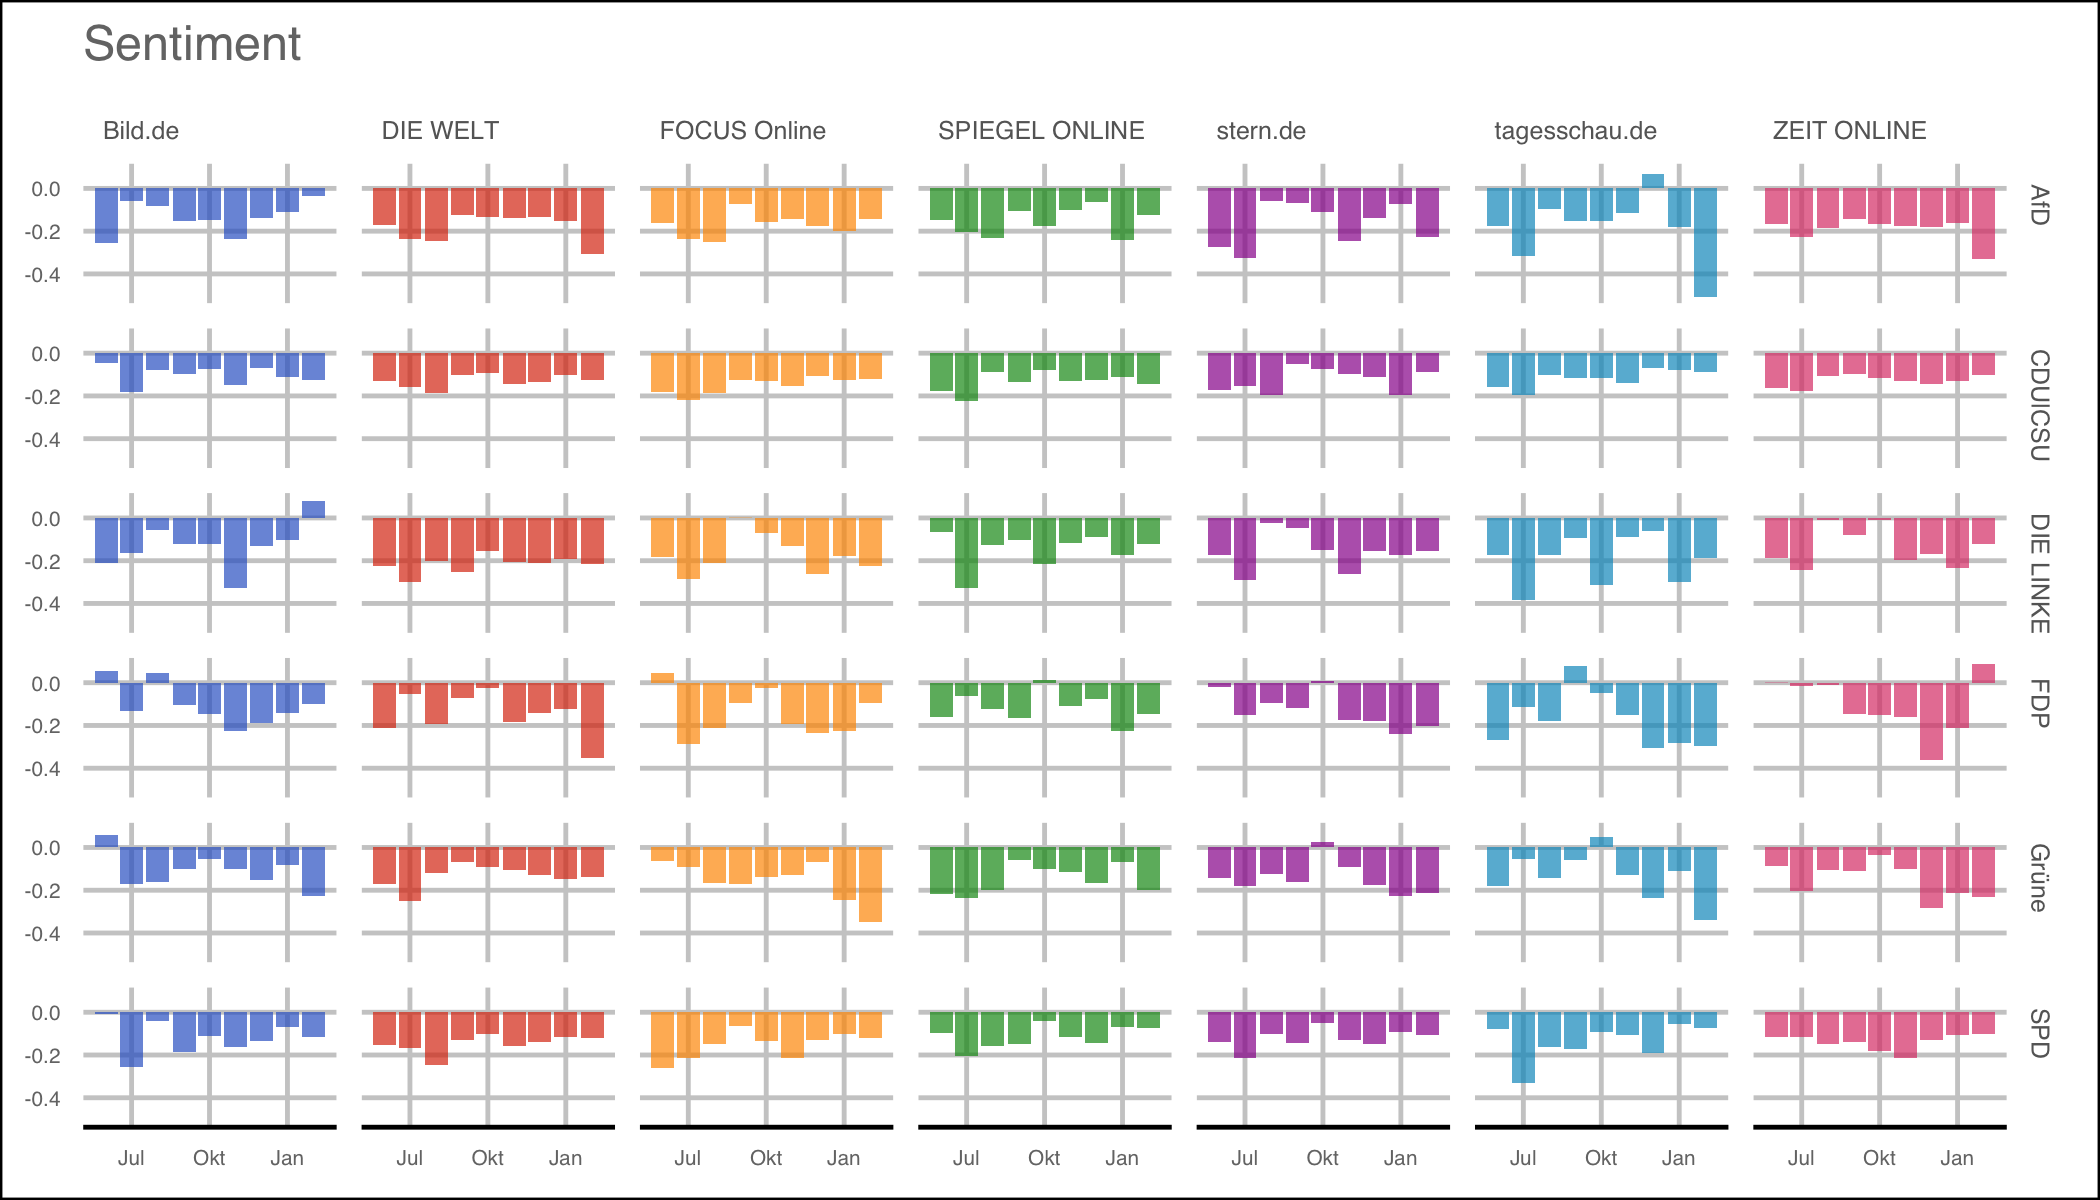 Sentiment
Bild.de DIE WELT FOCUS Online SPIEGEL ONLINE stern.de tagesschau.de ZEIT ONLINE
0.0
-0.2
-0.4
AfD
0.0
-0.2
-0.4
CDUICSU
0.0
-0.2
-0.4
DIE LINKE
0.0
-0.2
-0.4
FDP
0.0
-0.2
-0.4
Grüne
0.0
-0.2
-0.4
SPD
Jul Okt Jan Jul Okt Jan Jul Okt Jan Jul Okt Jan Jul Okt Jan Jul Okt Jan Jul Okt Jan